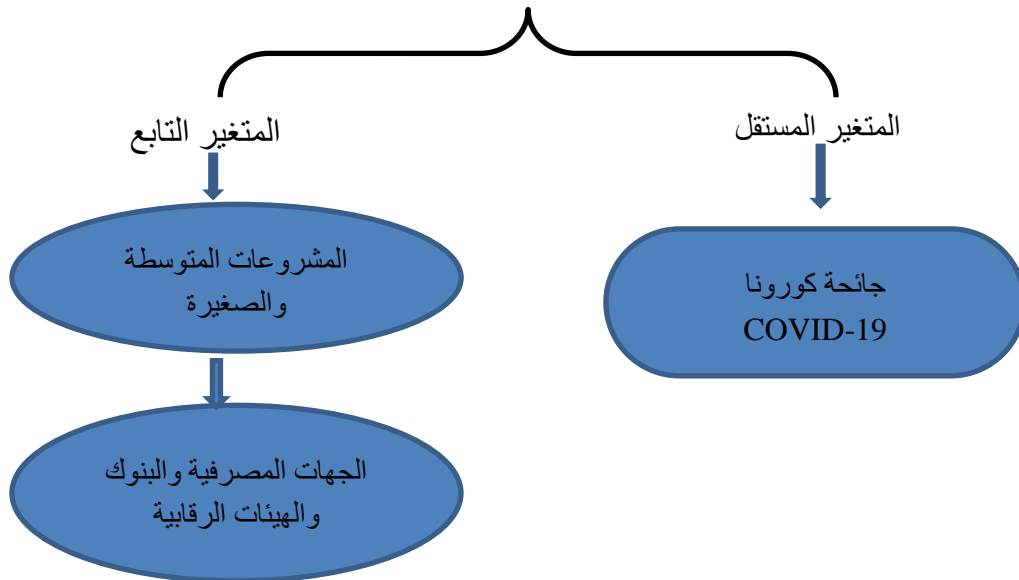 المتغير المستقل
المتغير التابع
جائحة كورونا
COVID-19
المشروعات المتوسطة
والصغيرة
الجهات المصرفية والبنوك
والهيئات الرقابية